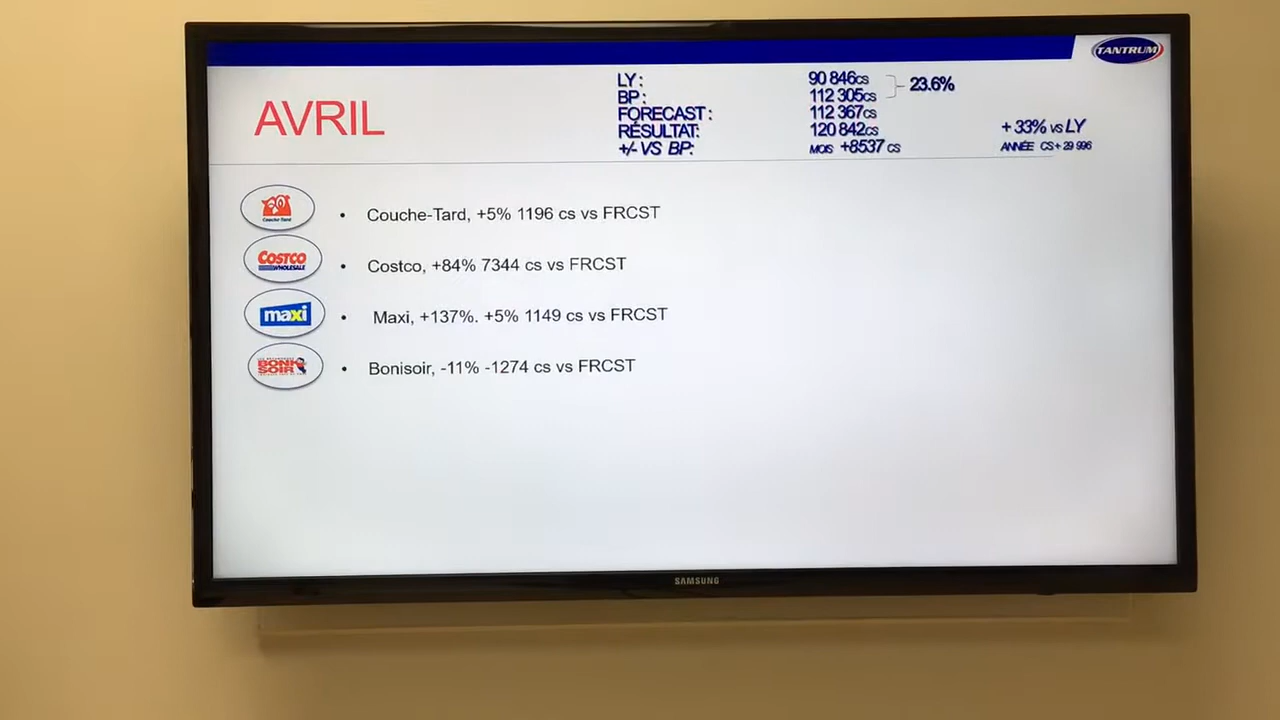 TANTRUM
AVRIL
LY: 90 846CS 23.6%
BP: 112 305CS
FORECAST: 112 367CS
RÉSULTAT: 120 842CS + 33% vs LY
+/- VS BP: MOIS +8537 CS ANNÉE CS+ 29 996
Couche-Tard
• Couche-Tard, +5% 1196 cs vs FRCST
COSTCO
WHOLESALE
• Costco, +84% 7344 cs vs FRCST
maxi
• Maxi, +137%. +5% 1149 cs vs FRCST
BONI
SOIR
• Bonisoir, -11% -1274 cs vs FRCST
SAMSUNG